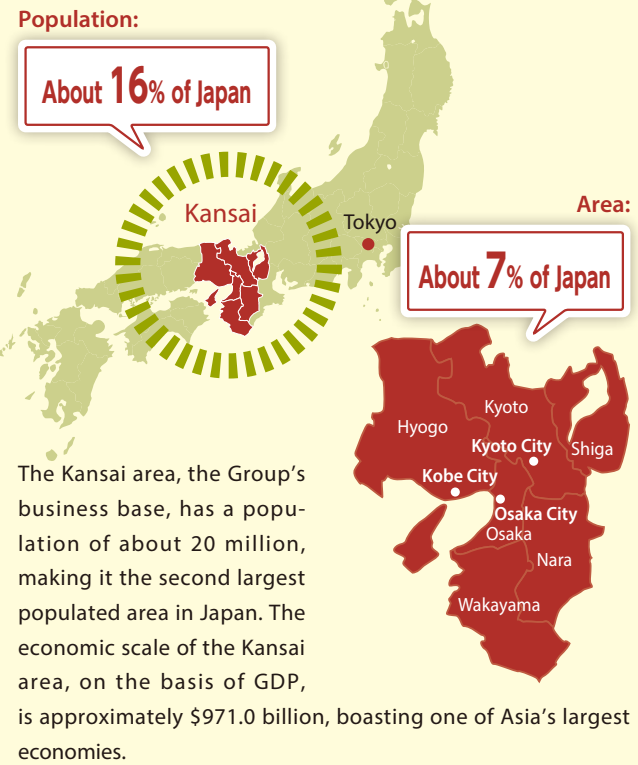 Population:
About 16% of Japan
Kansai
Tokyo
Area:
About 7% of Japan
Kyoto
Hyogo
Kyoto City
Shiga
Kobe City
Osaka City
Osaka
Nara
Wakayama
The Kansai area, the Group's
business base, has a popu-
lation of about 20 million,
making it the second largest
populated area in Japan. The
economic scale of the Kansai
area, on the basis of GDP,
is approximately $971.0 billion, boasting one of Asia's largest
economies.